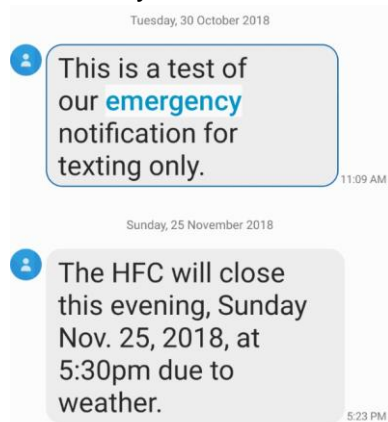 Tuesday, 30 October 2018
This is a test of
our emergency
notification for
texting only.
11:09 AM
Sunday, 25 November 2018
The HFC will close
this evening, Sunday
Nov. 25, 2018, at
5:30pm due to
weather.
5:23 PM